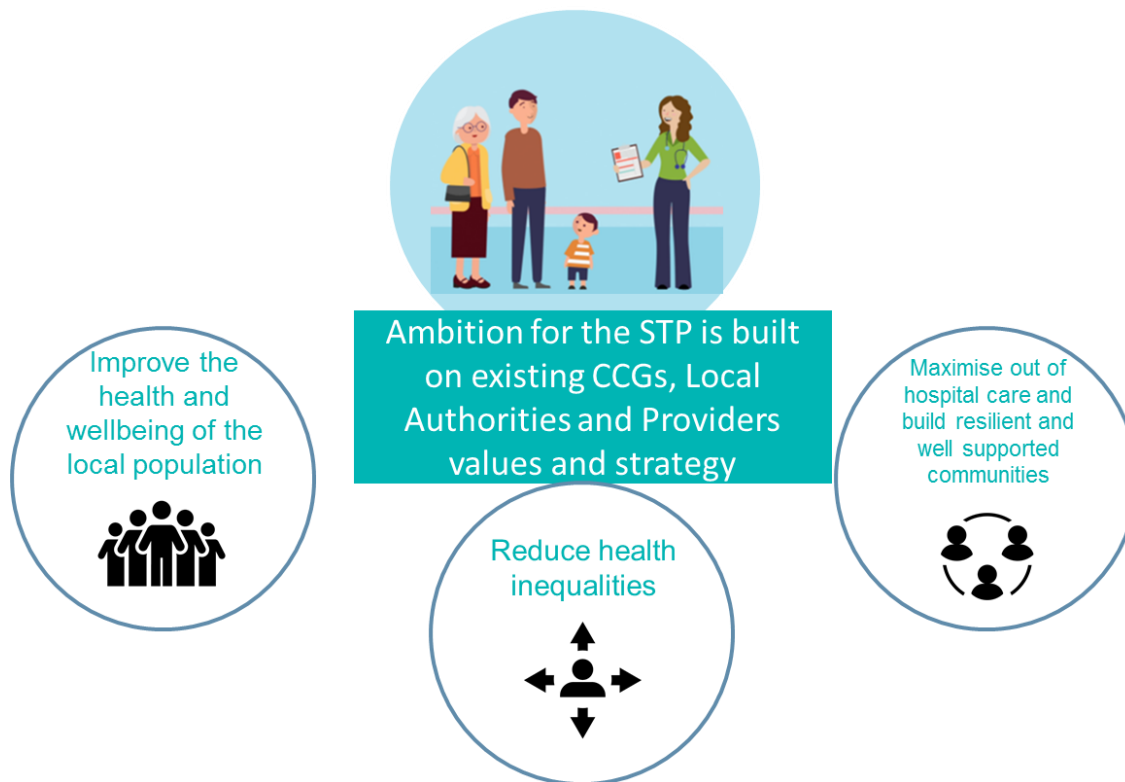 Ambition for the STP is built
on existing CCGs, Local
Authorities and Providers
values and strategy
Improve the
health and
wellbeing of the
local population
Reduce health
inequalities
Maximise out of
hospital care and
build resilient and
well supported
communities